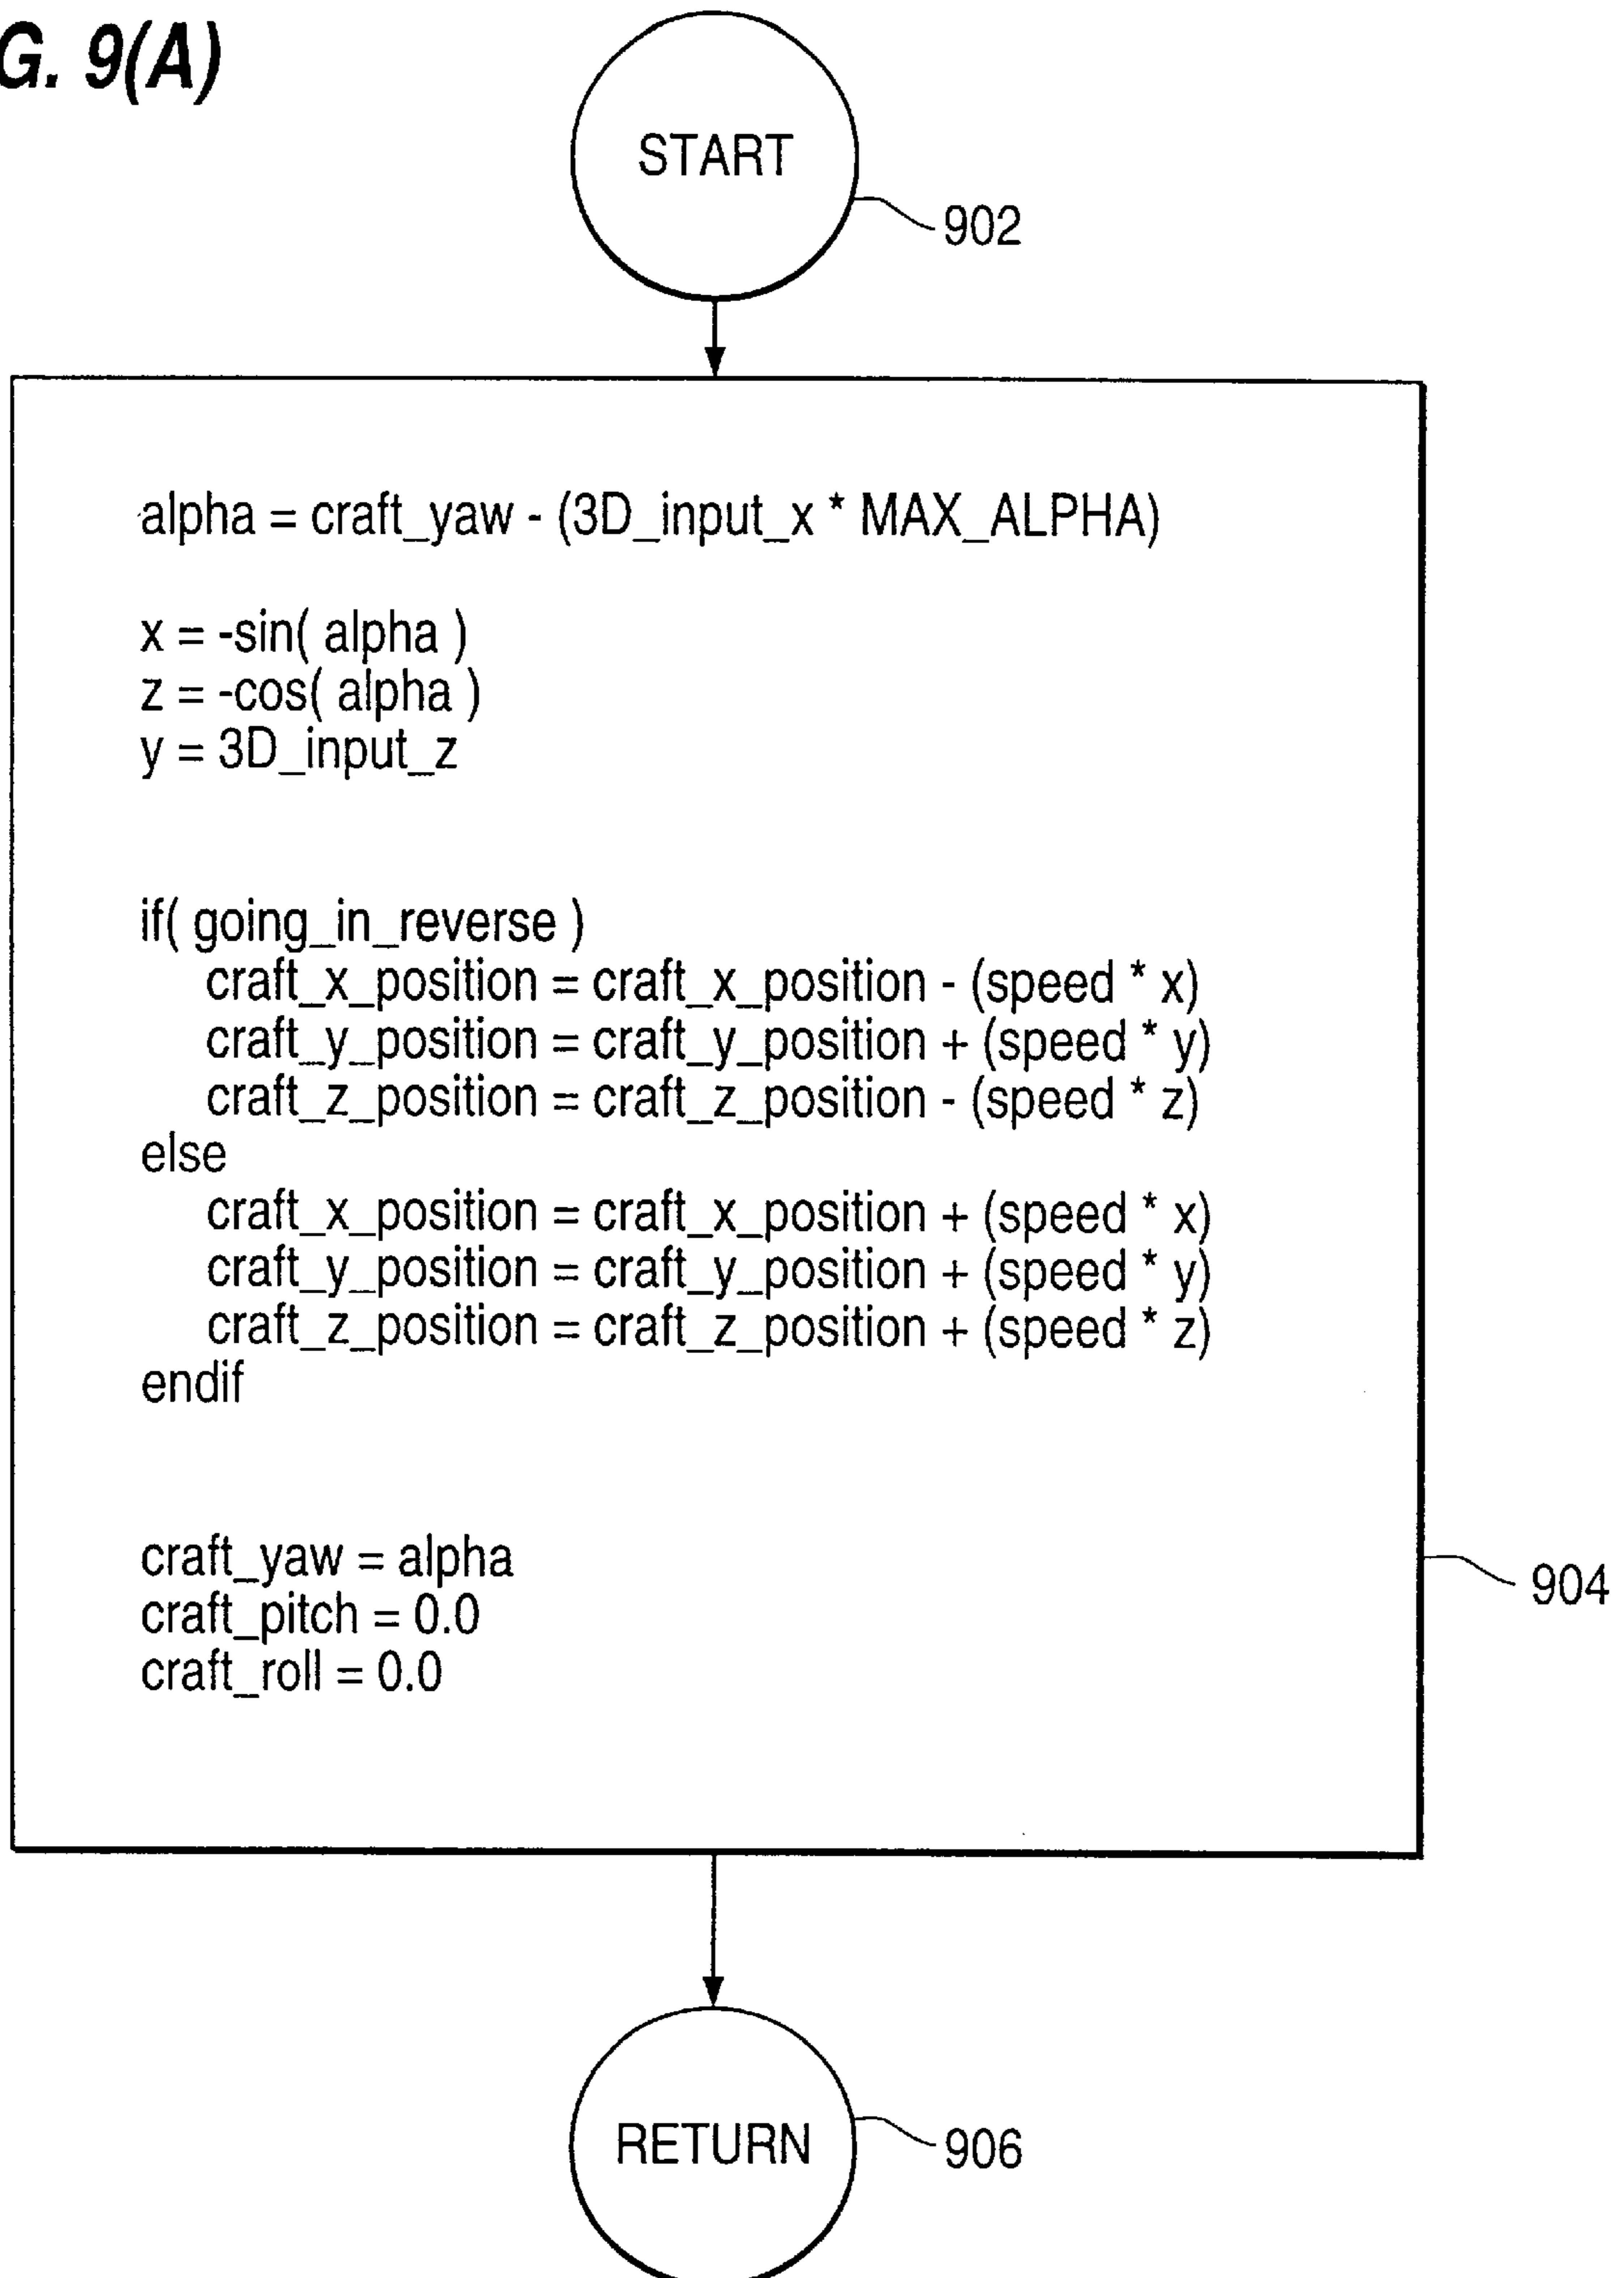 G. 9(A)
START
902
alpha = craft_yaw - (3D_input_x * MAX_ALPHA)
x = -sin( alpha )
z = -cos( alpha )
y = 3D_input_z
if( going_in_reverse )
craft_x_position = craft_x_position - (speed * x)
craft_y_position = craft_y_position + (speed * y)
craft_z_position = craft_z_position - (speed * z)
else
craft_x_position = craft_x_position + (speed * x)
craft_y_position = craft_y_position + (speed * y)
craft_z_position = craft_z_position + (speed * z)
endif
craft_yaw = alpha
craft_pitch = 0.0
craft_roll = 0.0
904
RETURN
906